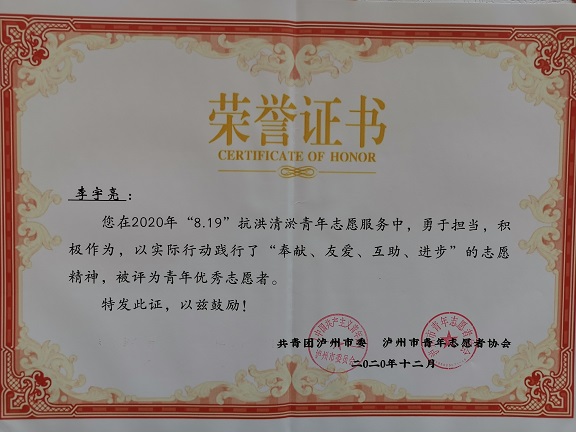 荣誉证书
CERTIFICATE OF HONOR
李宇亮：
您在2020年“8.19”抗洪清淤青年志愿服务中，勇于担当，积
极作为，以实际行动践行了“奉献、友爱、互助、进步”的志愿
精神，被评为青年优秀志愿者。
特发此证，以兹鼓励！
共青团泸州市委 泸州市青年志愿者协会
二〇二〇年十二月